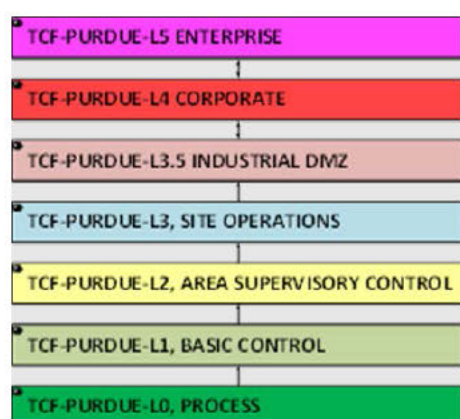 TCF-PURDUE-L5 ENTERPRISE
TCF-PURDUE-L4 CORPORATE
TCF-PURDUE-L3.5 INDUSTRIAL DMZ
TCF-PURDUE-L3, SITE OPERATIONS
TCF-PURDUE-L2, AREA SUPERVISORY CONTROL
TCF-PURDUE-L1, BASIC CONTROL
TCF-PURDUE-L0, PROCESS